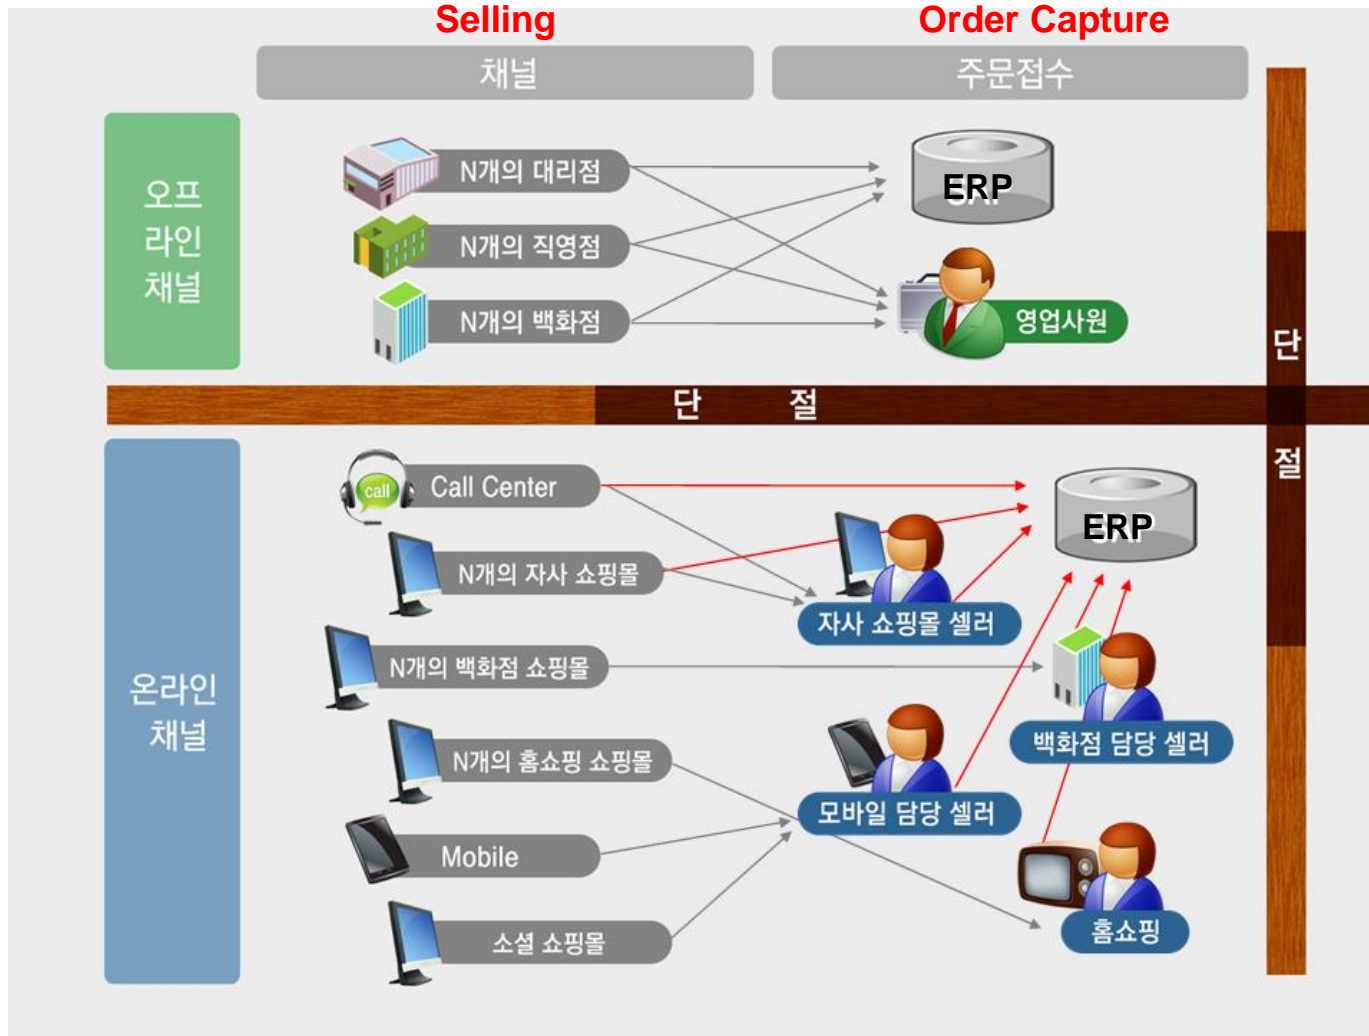 Selling
Order Capture
채널
주문접수
오프
라인
채널
N개의 대리점
N개의 직영점
N개의 백화점
ERP
영업사원
단 절
단
절
온라인
채널
call
Call Center
N개의 자사 쇼핑몰
N개의 백화점 쇼핑몰
N개의 홈쇼핑 쇼핑몰
Mobile
소셜 쇼핑몰
ERP
자사 쇼핑몰 셀러
백화점 담당 셀러
모바일 담당 셀러
홈쇼핑